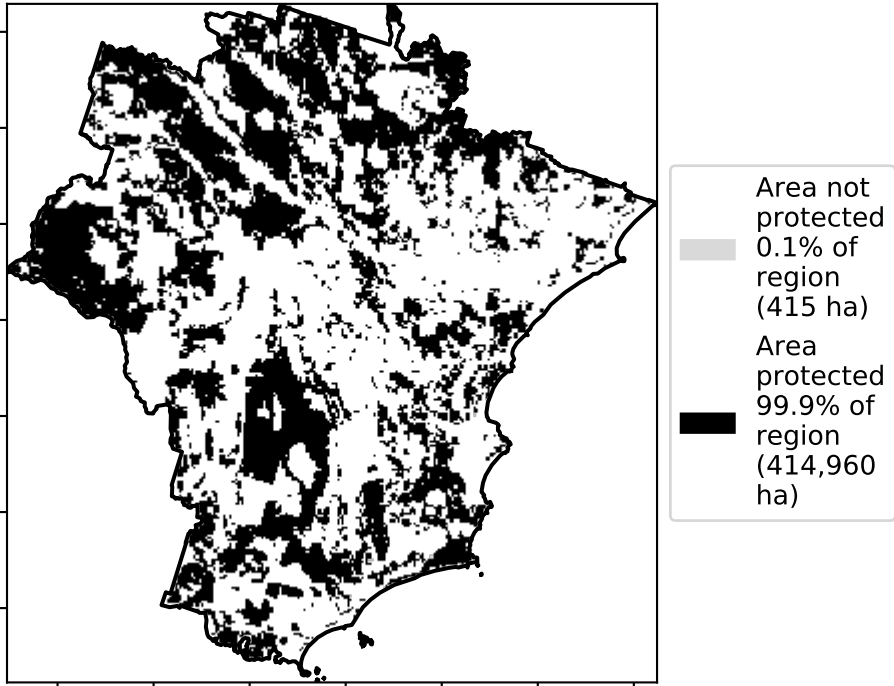 Area not
protected
0.1% of
region
(415 ha)
Area
protected
99.9% of
region
(414,960
ha)